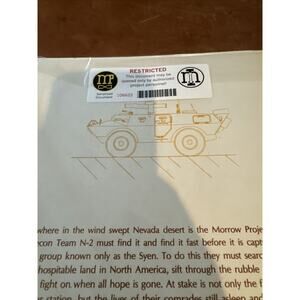 RESTRICTED
This document may be
opened only by authorized
project personnel!
where in the wind swept Nevada desert is the Morrow Proje
econ Team N-2 must find it and find it fast before it is capt
group known only as the Syen. To do this they must searc
hospitable land in North America, sift through the rubble
fight on when all hope is gone. At stake is not only the f
station, but the lives of their comrades still asleep and